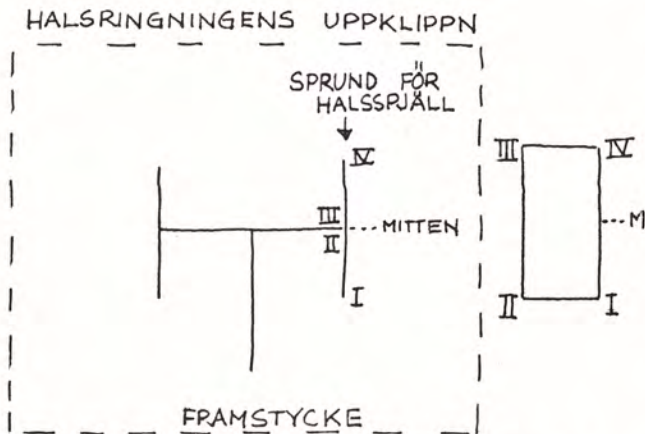 HALSRINGNINGENS UPPKLIPPN
SPRUND FÖR
HALSSPJÄLL
IV
III
II
MITTEN
I
III
IV
M
II
I
FRAMSTYCKE